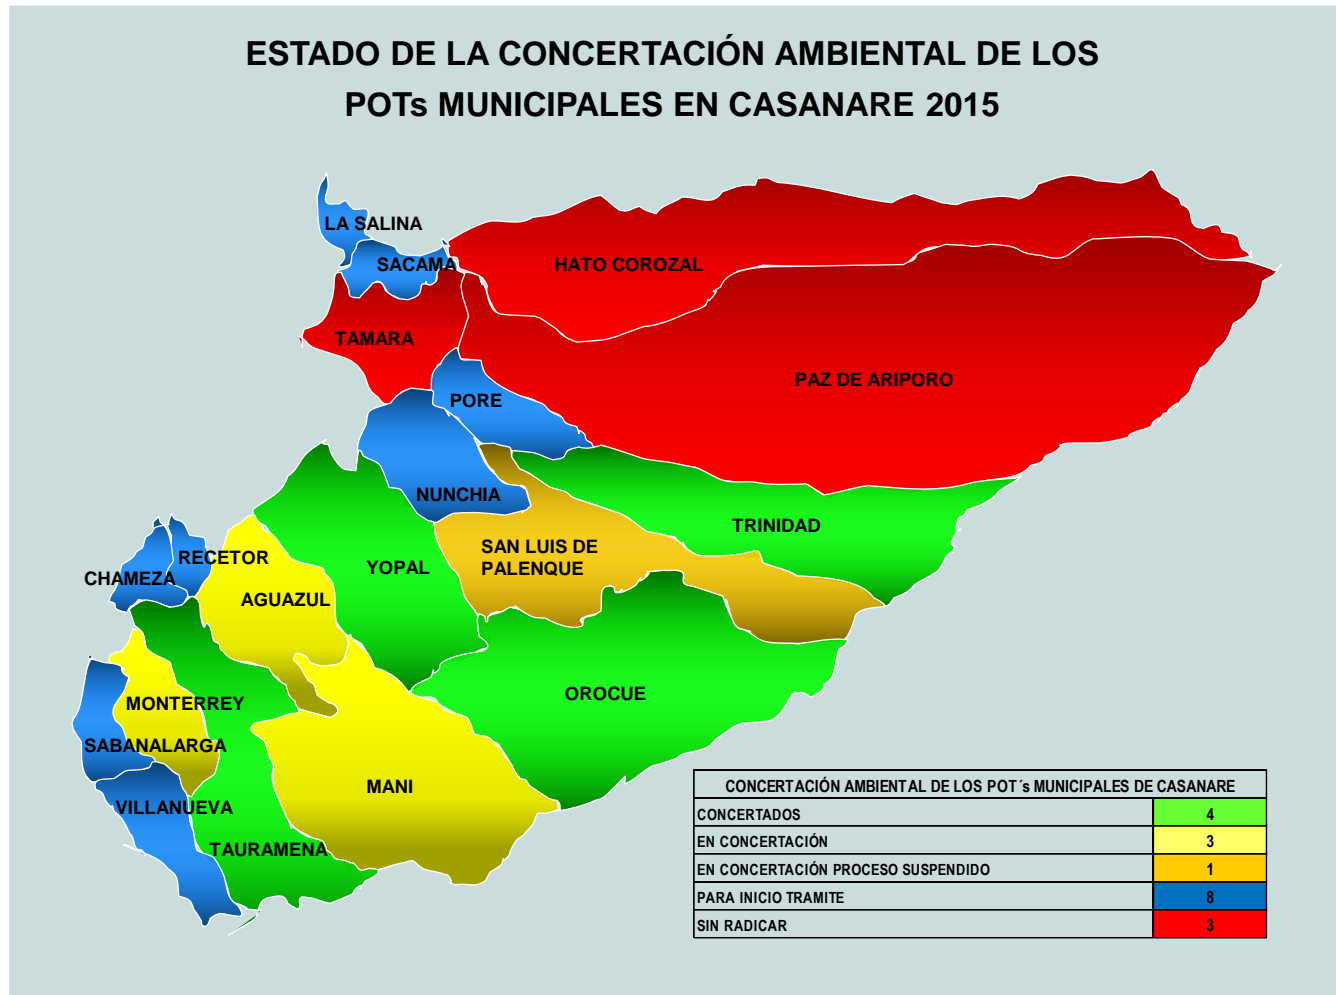 ESTADO DE LA CONCERTACIÓN AMBIENTAL DE LOS
POTs MUNICIPALES EN CASANARE 2015
LA SALINA
SACAMA
HATO COROZAL
TAMARA
PAZ DE ARIPORO
PORE
NUNCHIA
TRINIDAD
SAN LUIS DE
PALENQUE
RECETOR
CHAMEZA
YOPAL
AGUAZUL
OROCUE
MONTERREY
SABANALARGA
MANI
VILLANUEVA
TAURAMENA
CONCERTACIÓN AMBIENTAL DE LOS POT´s MUNICIPALES DE CASANARE
CONCERTADOS 4
EN CONCERTACIÓN 3
EN CONCERTACIÓN PROCESO SUSPENDIDO 1
PARA INICIO TRAMITE 8
SIN RADICAR 3